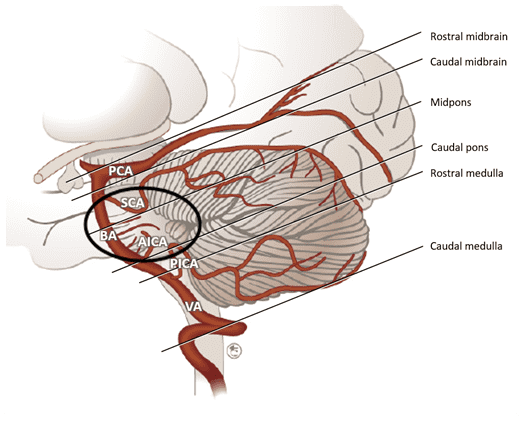 Rostral midbrain
Caudal midbrain
Midpons
Caudal pons
Rostral medulla
Caudal medulla
PCA
SCA
BA
AICA
PICA
VA